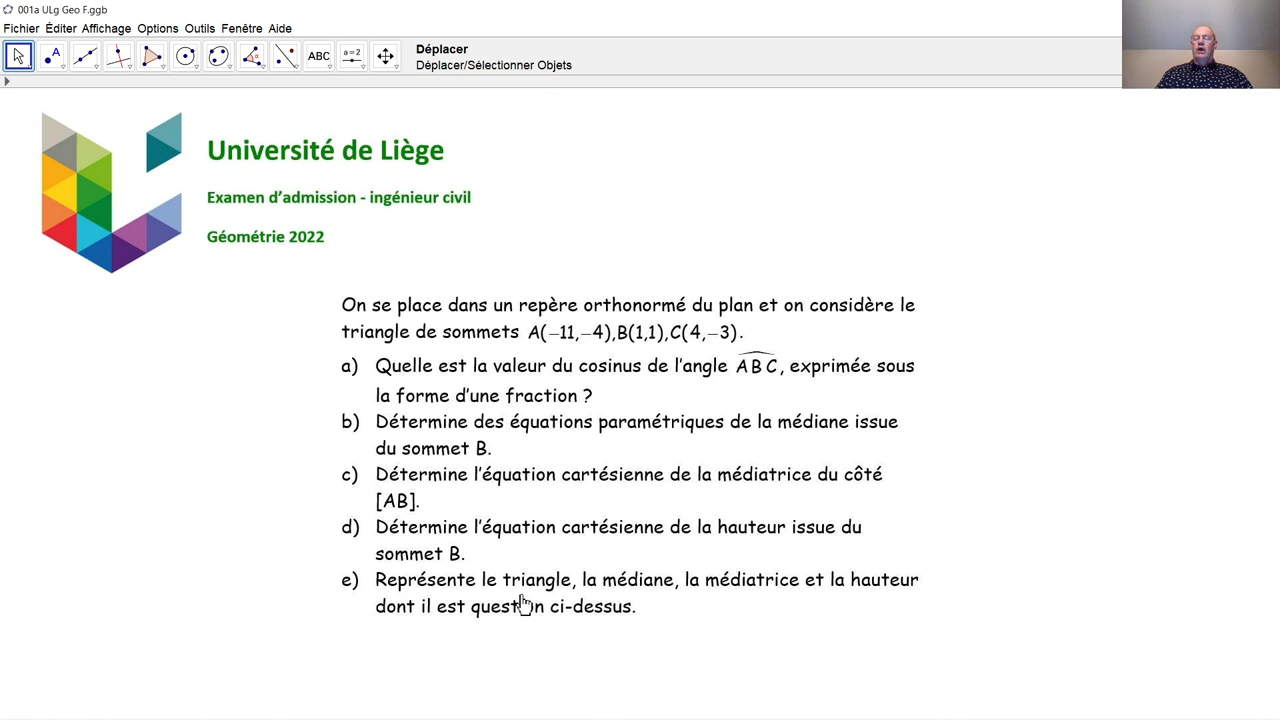 001a ULg Geo F.ggb
Fichier Éditer Affichage Options Outils Fenêtre Aide
A ABC a=2 Déplacer
Déplacer/Sélectionner Objets
Université de Liège
Examen d'admission - ingénieur civil
Géométrie 2022
On se place dans un repère orthonormé du plan et on considère le
triangle de sommets A(−11,−4),B(1,1),C(4,−3).
a) Quelle est la valeur du cosinus de l'angle ABC, exprimée sous
la forme d'une fraction ?
b) Détermine des équations paramétriques de la médiane issue
du sommet B.
c) Détermine l'équation cartésienne de la médiatrice du côté
[AB].
d) Détermine l'équation cartésienne de la hauteur issue du
sommet B.
e) Représente le triangle, la médiane, la médiatrice et la hauteur
dont il est question ci-dessus.